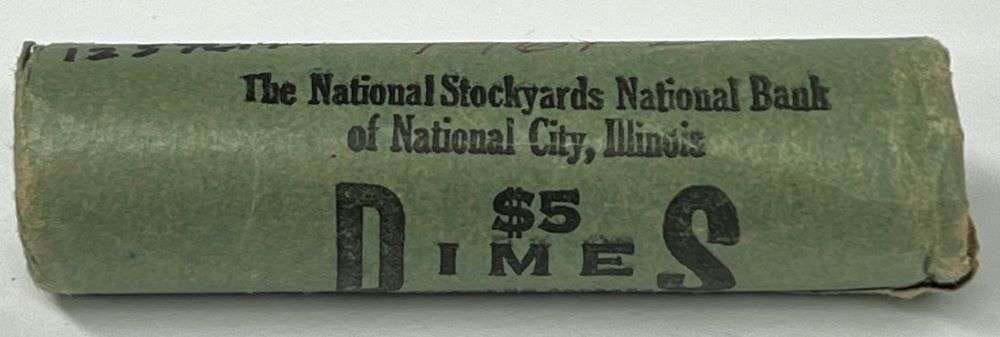 The National Stockyards National Bank
of National City, Illinois
$5
DIMES